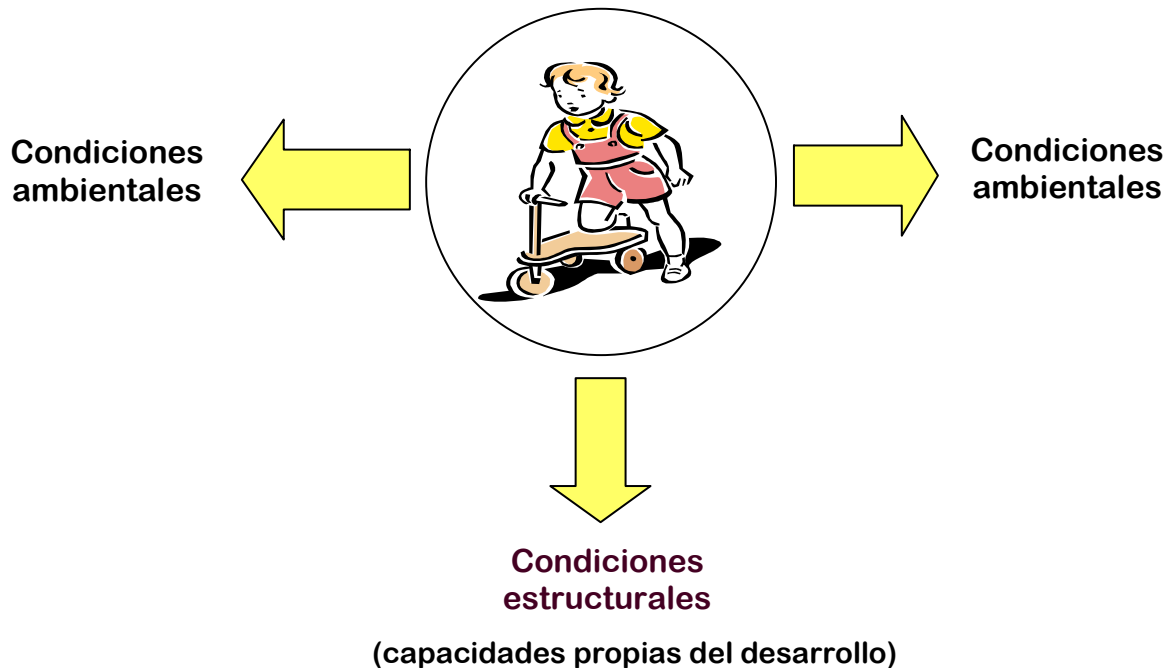 Condiciones
ambientales
Condiciones
ambientales
Condiciones
estructurales
(capacidades propias del desarrollo)